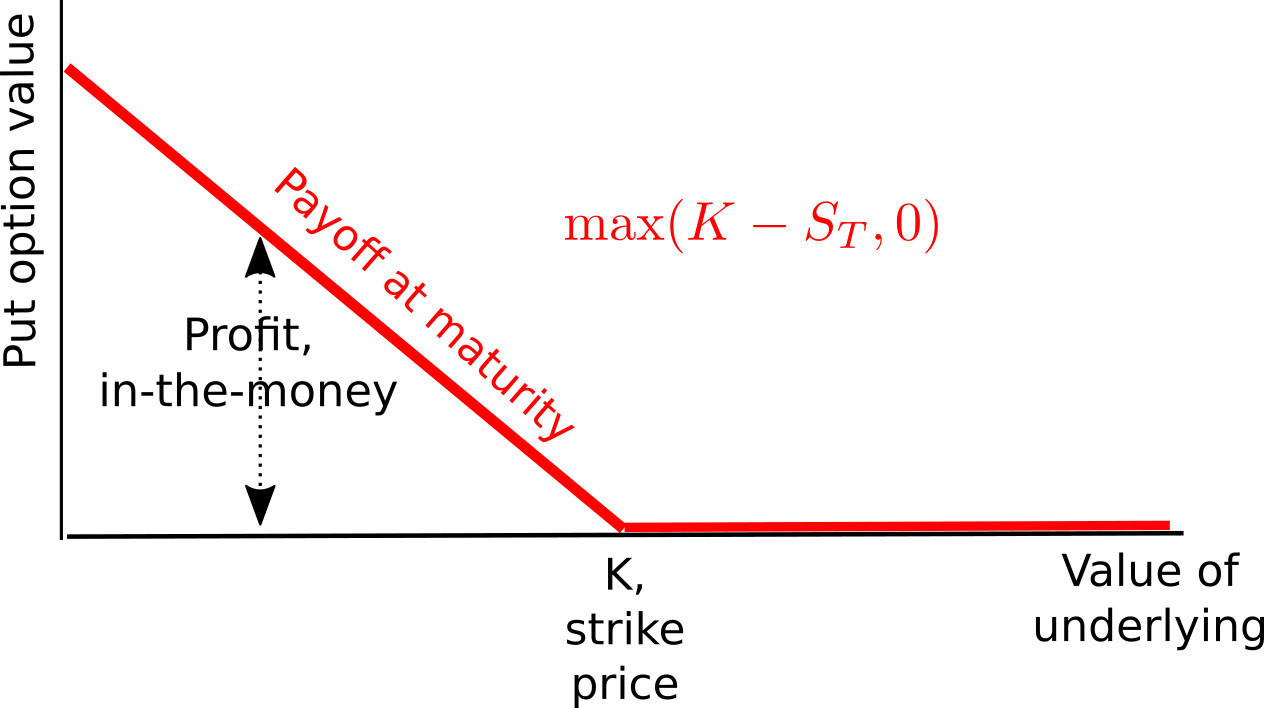 Put option value
Payoff at maturity
max(K − S_T, 0)
Profit,
in-the-money
K,
strike
price
Value of
underlying